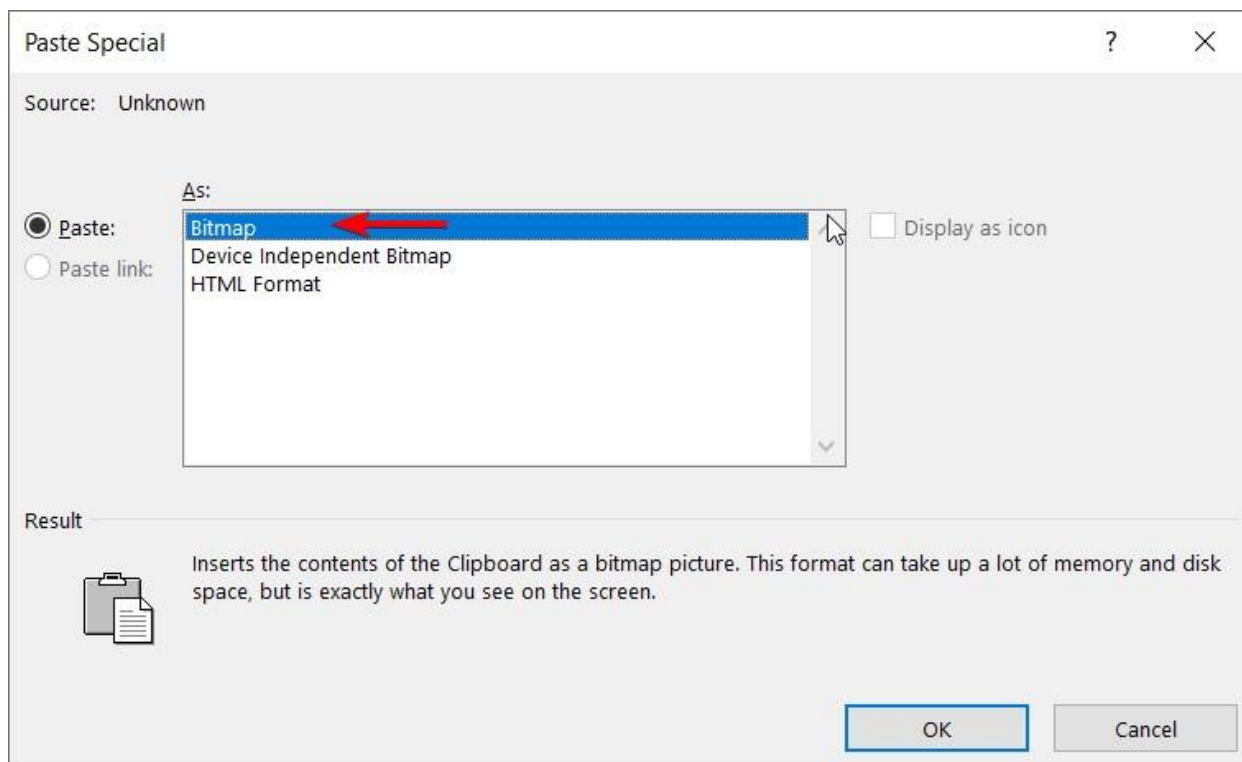 Paste Special
?
Source: Unknown
As:
Paste:
Paste link:
Bitmap
Device Independent Bitmap
HTML Format
Display as icon
Result
Inserts the contents of the Clipboard as a bitmap picture. This format can take up a lot of memory and disk
space, but is exactly what you see on the screen.
OK
Cancel